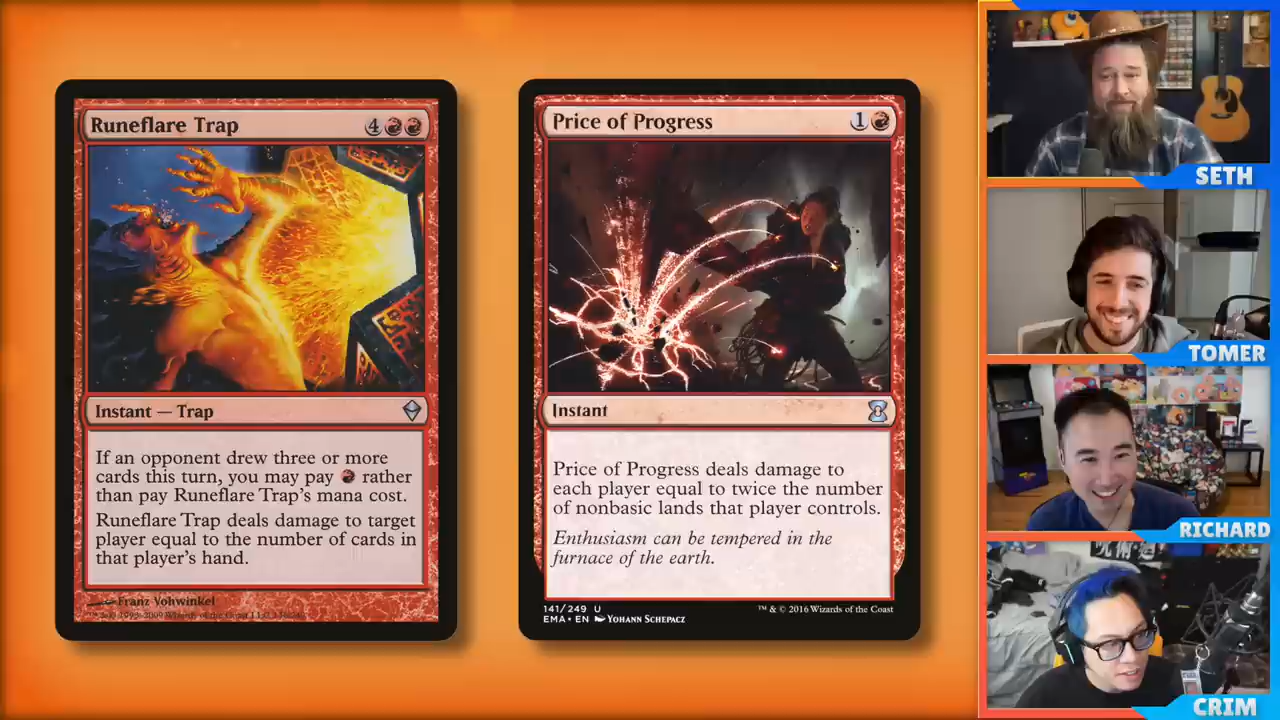 Runeflare Trap 4
Instant — Trap
If an opponent drew three or more
cards this turn, you may pay rather
than pay Runeflare Trap's mana cost.
Runeflare Trap deals damage to target
player equal to the number of cards in
that player's hand.
Franz Vohwinkel
Price of Progress 1
Instant
Price of Progress deals damage to
each player equal to twice the number
of nonbasic lands that player controls.
Enthusiasm can be tempered in the
furnace of the earth.
141/249 U
EMA • EN Yohann Schepacz
™ & © 2016 Wizards of the Coast
SETH
TOMER
RICHARD
CRIM